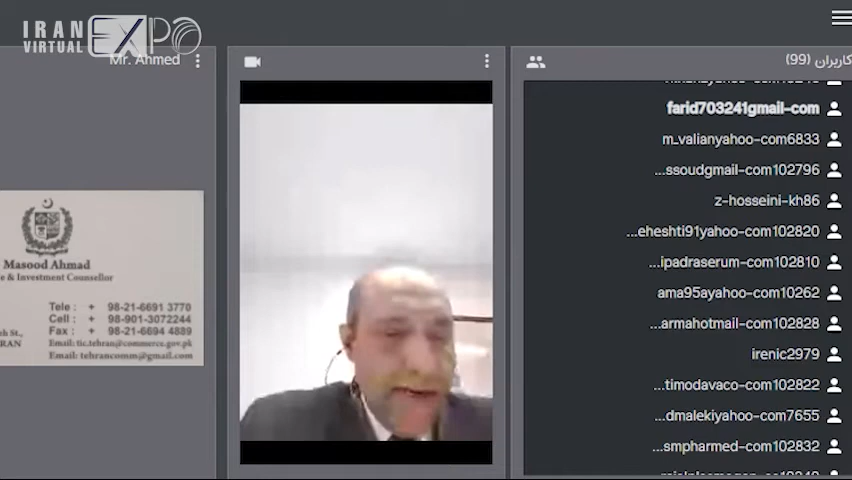 IRAN
VIRTUAL
EXPO
Mr. Ahmed
کاربران (99)
farid703241gmail-com
m_valianyahoo-com6833
...ssoudgmail-com102796
z-hosseini-kh86
...eheshti91yahoo-com102820
...ipadraserum-com102810
ama95ayahoo-com10262
...armahotmail-com102828
irenic2979
...timodavaco-com102822
...dmalekiyahoo-com7655
...smpharmed-com102832
Masood Ahmad
e & Investment Counsellor
Tele : + 98-21-6691 3770
Cell : + 98-901-3072244
Fax : + 98-21-6694 4889
h St.,
RAN
Email: tic.tehran@commerce.gov.pk
Email: tehrancomm@gmail.com